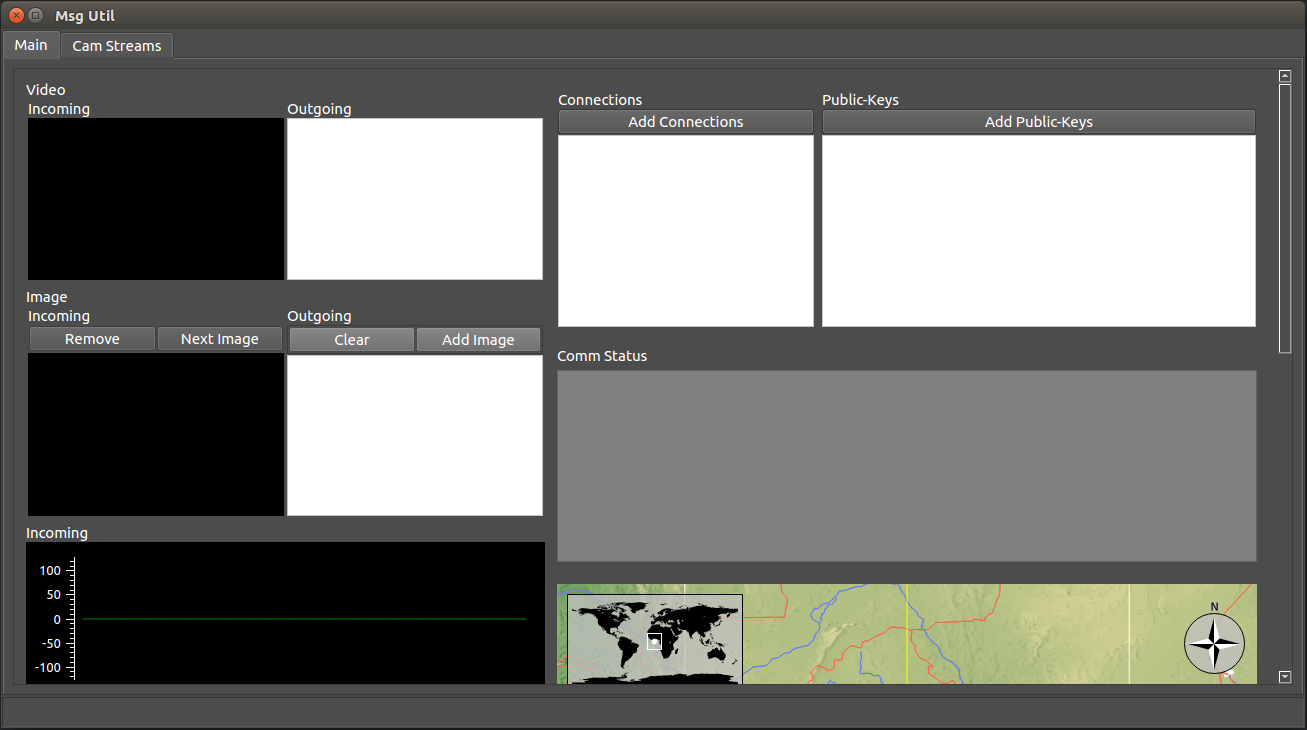 Msg Util
Main
Cam Streams
Video
Incoming
Outgoing
Image
Incoming
Outgoing
Remove
Next Image
Clear
Add Image
Incoming
100
50
0
-50
-100
Connections
Add Connections
Public-Keys
Add Public-Keys
Comm Status
N